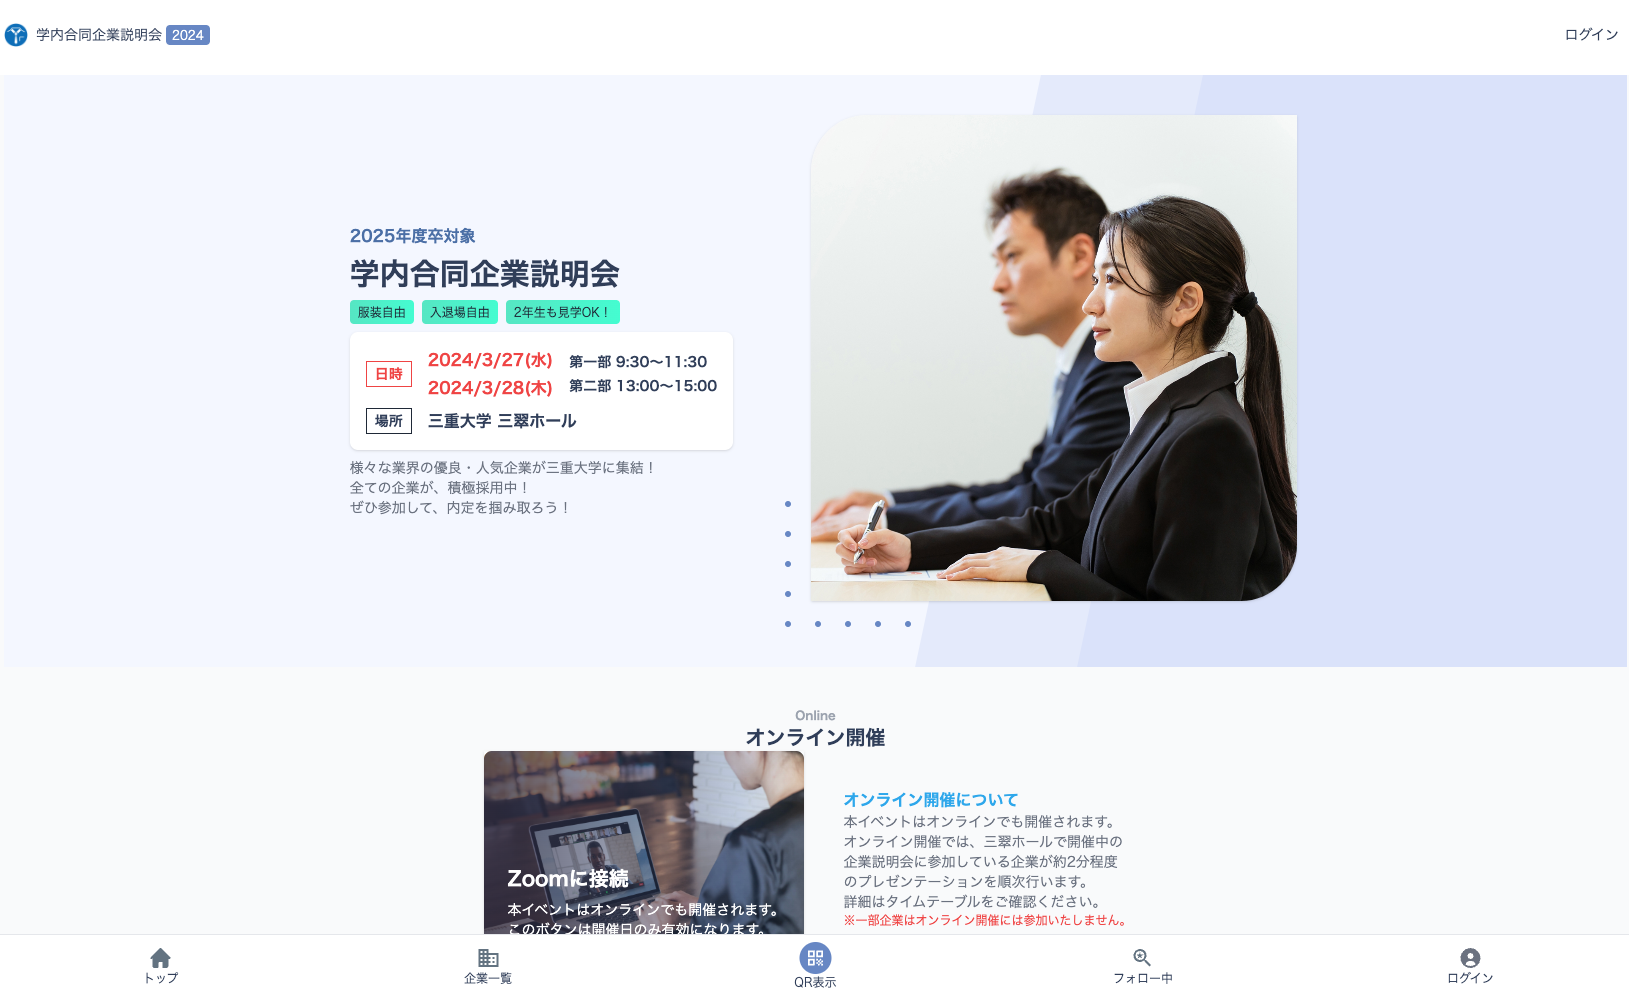 学内合同企業説明会 2024
ログイン
2025年度卒対象
学内合同企業説明会
服装自由 入退場自由 2年生も見学OK！
日時 2024/3/27(水) 第一部 9:30〜11:30
2024/3/28(木) 第二部 13:00〜15:00
場所 三重大学 三翠ホール
様々な業界の優良・人気企業が三重大学に集結！
全ての企業が、積極採用中！
ぜひ参加して、内定を掴み取ろう！
Online
オンライン開催
Zoomに接続
本イベントはオンラインでも開催されます。
このボタンは開催日のみ有効になります。
オンライン開催について
本イベントはオンラインでも開催されます。
オンライン開催では、三翠ホールで開催中の
企業説明会に参加している企業が約2分程度
のプレゼンテーションを順次行います。
詳細はタイムテーブルをご確認ください。
※一部企業はオンライン開催には参加いたしません。
トップ
企業一覧
QR表示
フォロー中
ログイン